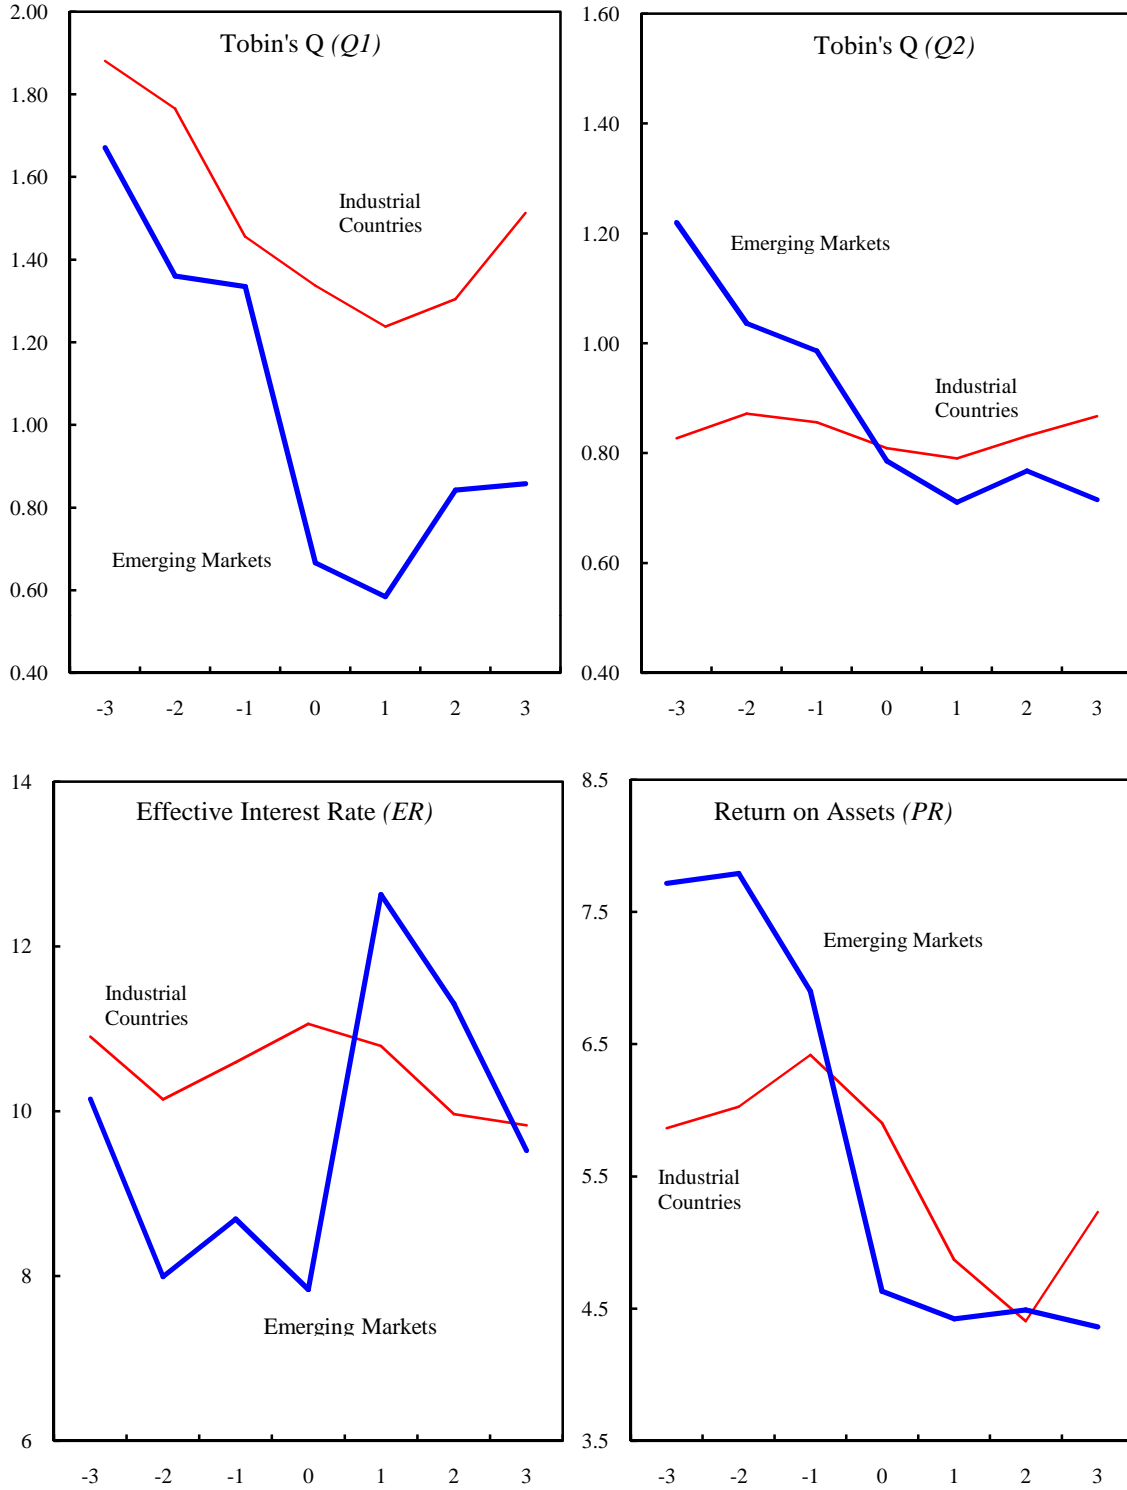 Tobin's Q (Q1)
2.00
1.80
1.60
1.40
1.20
1.00
0.80
0.60
0.40
Industrial
Countries
Emerging Markets
-3 -2 -1 0 1 2 3
Tobin's Q (Q2)
1.60
1.40
1.20
1.00
0.80
0.60
0.40
Emerging Markets
Industrial
Countries
-3 -2 -1 0 1 2 3
Effective Interest Rate (ER)
14
12
10
8
6
Industrial
Countries
Emerging Markets
-3 -2 -1 0 1 2 3
Return on Assets (PR)
8.5
7.5
6.5
5.5
4.5
3.5
Emerging Markets
Industrial
Countries
-3 -2 -1 0 1 2 3